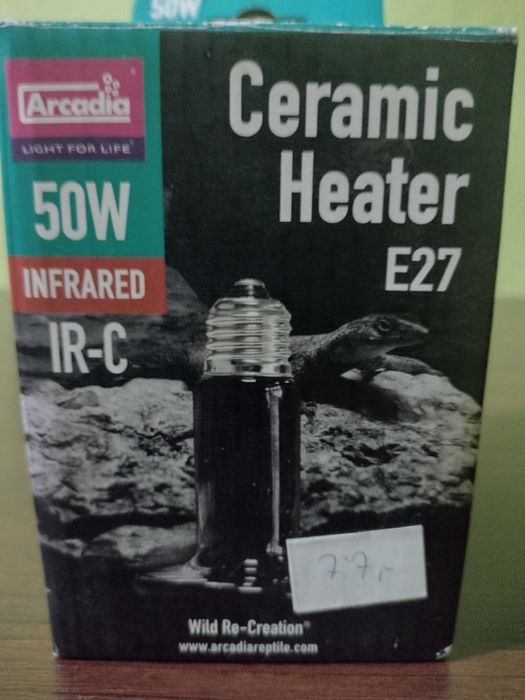 50W
Arcadia
LIGHT FOR LIFE
50W
INFRARED
IR-C
Ceramic
Heater
E27
77,-
Wild Re-Creation®
www.arcadiareptile.com